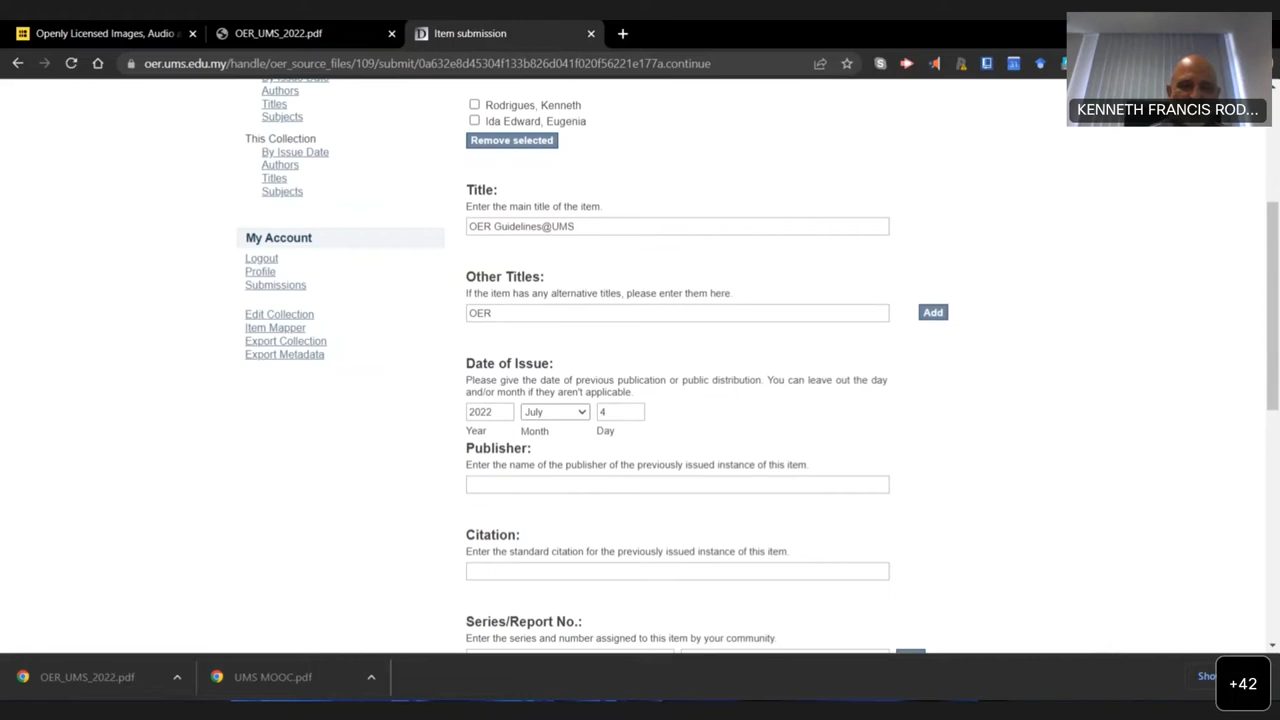 Openly Licensed Images, Audio a
OER_UMS_2022.pdf
Item submission
oer.ums.edu.my/handle/oer_source_files/109/submit/0a632e8d45304f133b826d041f020f56221e177a.continue
KENNETH FRANCIS ROD...
By Issue Date
Authors
Titles
Subjects
This Collection
By Issue Date
Authors
Titles
Subjects
My Account
Logout
Profile
Submissions
Edit Collection
Item Mapper
Export Collection
Export Metadata
Rodrigues, Kenneth
Ida Edward, Eugenia
Remove selected
Title:
Enter the main title of the item.
OER Guidelines@UMS
Other Titles:
If the item has any alternative titles, please enter them here.
OER
Add
Date of Issue:
Please give the date of previous publication or public distribution. You can leave out the day
and/or month if they aren't applicable.
2022 July 4
Year Month Day
Publisher:
Enter the name of the publisher of the previously issued instance of this item.
Citation:
Enter the standard citation for the previously issued instance of this item.
Series/Report No.:
Enter the series and number assigned to this item by your community.
OER_UMS_2022.pdf
UMS MOOC.pdf
Sho
+42